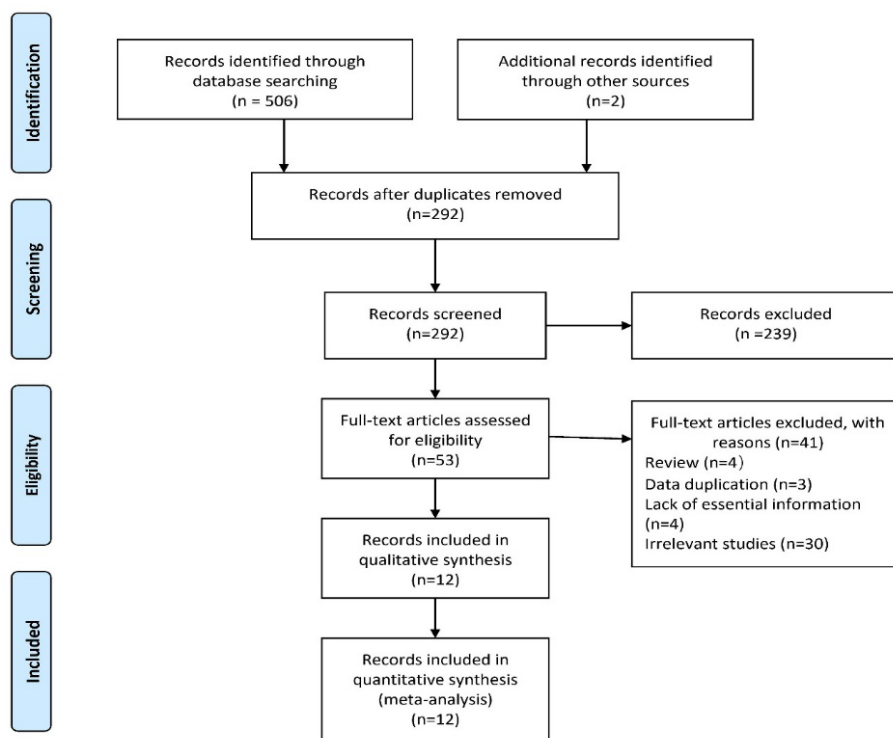 Identification
Records identified through
database searching
(n = 506)
Additional records identified
through other sources
(n=2)
Records after duplicates removed
(n=292)
Screening
Records screened
(n=292)
Records excluded
(n =239)
Eligibility
Full-text articles assessed
for eligibility
(n=53)
Full-text articles excluded, with
reasons (n=41)
Review (n=4)
Data duplication (n=3)
Lack of essential information
(n=4)
Irrelevant studies (n=30)
Records included in
qualitative synthesis
(n=12)
Included
Records included in
quantitative synthesis
(meta-analysis)
(n=12)